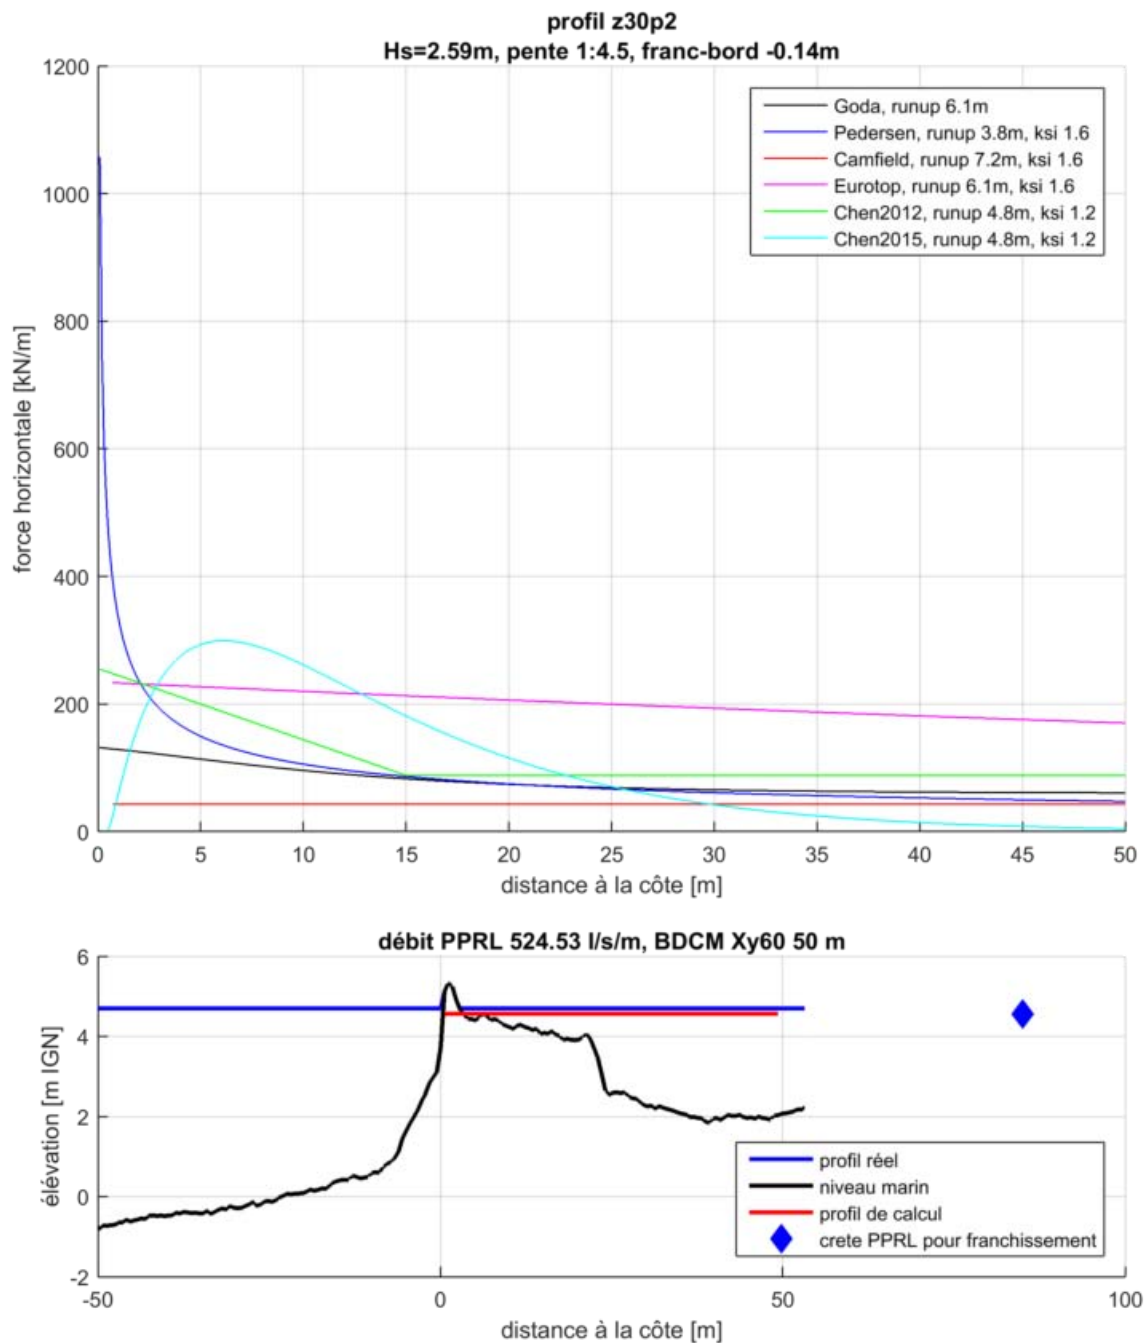 profil z30p2
Hs=2.59m, pente 1:4.5, franc-bord -0.14m
1200
1000
800
600
400
200
0
force horizontale [kN/m]
Goda, runup 6.1m
Pedersen, runup 3.8m, ksi 1.6
Camfield, runup 7.2m, ksi 1.6
Eurotop, runup 6.1m, ksi 1.6
Chen2012, runup 4.8m, ksi 1.2
Chen2015, runup 4.8m, ksi 1.2
0 5 10 15 20 25 30 35 40 45 50
distance à la côte [m]
débit PPRL 524.53 l/s/m, BDCM Xy60 50 m
6
4
2
0
-2
élévation [m IGN]
profil réel
niveau marin
profil de calcul
crete PPRL pour franchissement
-50 0 50 100
distance à la côte [m]